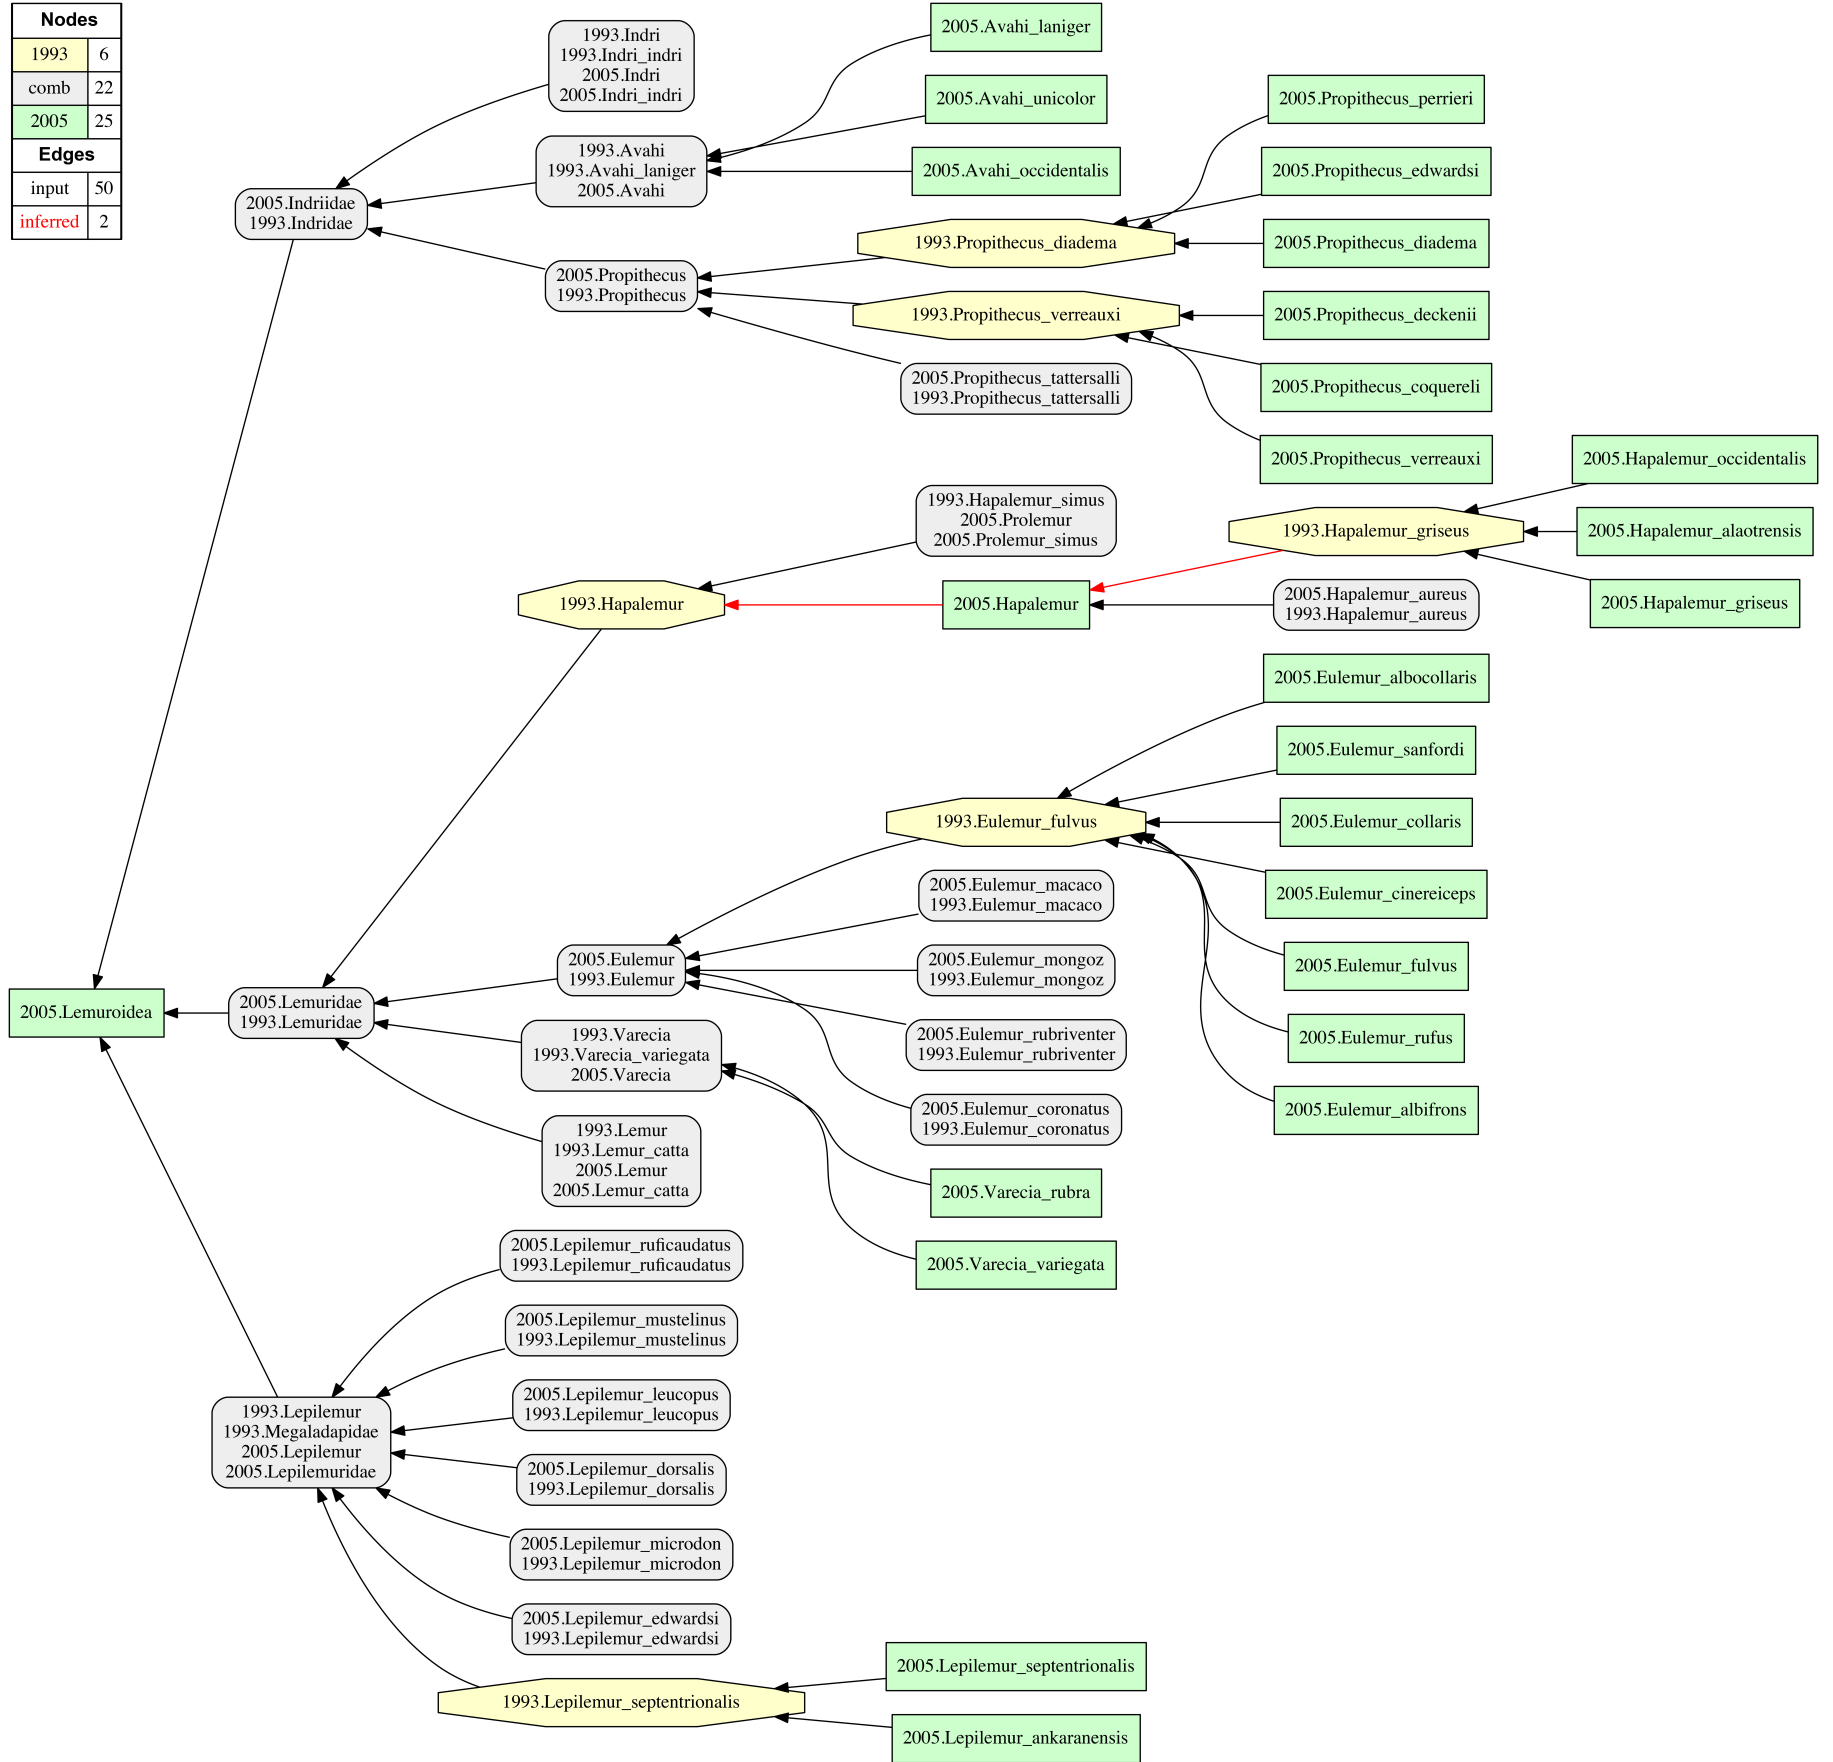 Nodes
1993 6
comb 22
2005 25
Edges
input 50
inferred 2
1993.Indri
1993.Indri_indri
2005.Indri
2005.Indri_indri
2005.Avahi_laniger
2005.Avahi_unicolor
2005.Propithecus_perrieri
1993.Avahi
1993.Avahi_laniger
2005.Avahi
2005.Avahi_occidentalis
2005.Propithecus_edwardsi
2005.Indriidae
1993.Indridae
1993.Propithecus_diadema
2005.Propithecus_diadema
2005.Propithecus
1993.Propithecus
1993.Propithecus_verreauxi
2005.Propithecus_deckenii
2005.Propithecus_tattersalli
1993.Propithecus_tattersalli
2005.Propithecus_coquereli
2005.Propithecus_verreauxi
2005.Hapalemur_occidentalis
1993.Hapalemur_simus
2005.Prolemur
2005.Prolemur_simus
1993.Hapalemur_griseus
2005.Hapalemur_alaotrensis
1993.Hapalemur
2005.Hapalemur
2005.Hapalemur_aureus
1993.Hapalemur_aureus
2005.Hapalemur_griseus
2005.Eulemur_albocollaris
2005.Eulemur_sanfordi
1993.Eulemur_fulvus
2005.Eulemur_collaris
2005.Eulemur_macaco
1993.Eulemur_macaco
2005.Eulemur_cinereiceps
2005.Eulemur
1993.Eulemur
2005.Eulemur_mongoz
1993.Eulemur_mongoz
2005.Eulemur_fulvus
2005.Lemuroidea
2005.Lemuridae
1993.Lemuridae
1993.Varecia
1993.Varecia_variegata
2005.Varecia
2005.Eulemur_rubriventer
1993.Eulemur_rubriventer
2005.Eulemur_rufus
2005.Eulemur_coronatus
1993.Eulemur_coronatus
2005.Eulemur_albifrons
1993.Lemur
1993.Lemur_catta
2005.Lemur
2005.Lemur_catta
2005.Varecia_rubra
2005.Varecia_variegata
2005.Lepilemur_ruficaudatus
1993.Lepilemur_ruficaudatus
2005.Lepilemur_mustelinus
1993.Lepilemur_mustelinus
2005.Lepilemur_leucopus
1993.Lepilemur_leucopus
1993.Lepilemur
1993.Megaladapidae
2005.Lepilemur
2005.Lepilemuridae
2005.Lepilemur_dorsalis
1993.Lepilemur_dorsalis
2005.Lepilemur_microdon
1993.Lepilemur_microdon
2005.Lepilemur_edwardsi
1993.Lepilemur_edwardsi
2005.Lepilemur_septentrionalis
1993.Lepilemur_septentrionalis
2005.Lepilemur_ankaranensis